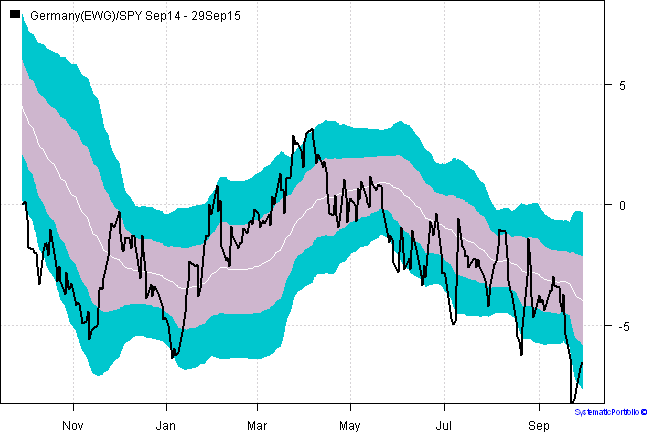 Germany(EWG)/SPY Sep14 - 29Sep15
5
0
-5
Nov Jan Mar May Jul Sep
SystematicPortfolio ©